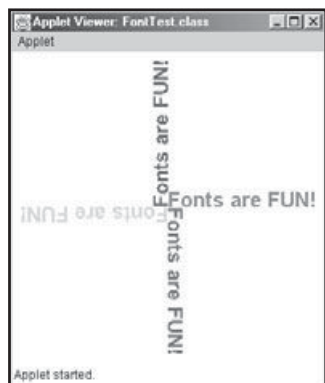 Applet Viewer: FontTest.class
Applet
Fonts are FUN!
Fonts are FUN!
Fonts are FUN!
Fonts are FUN!
Applet started.